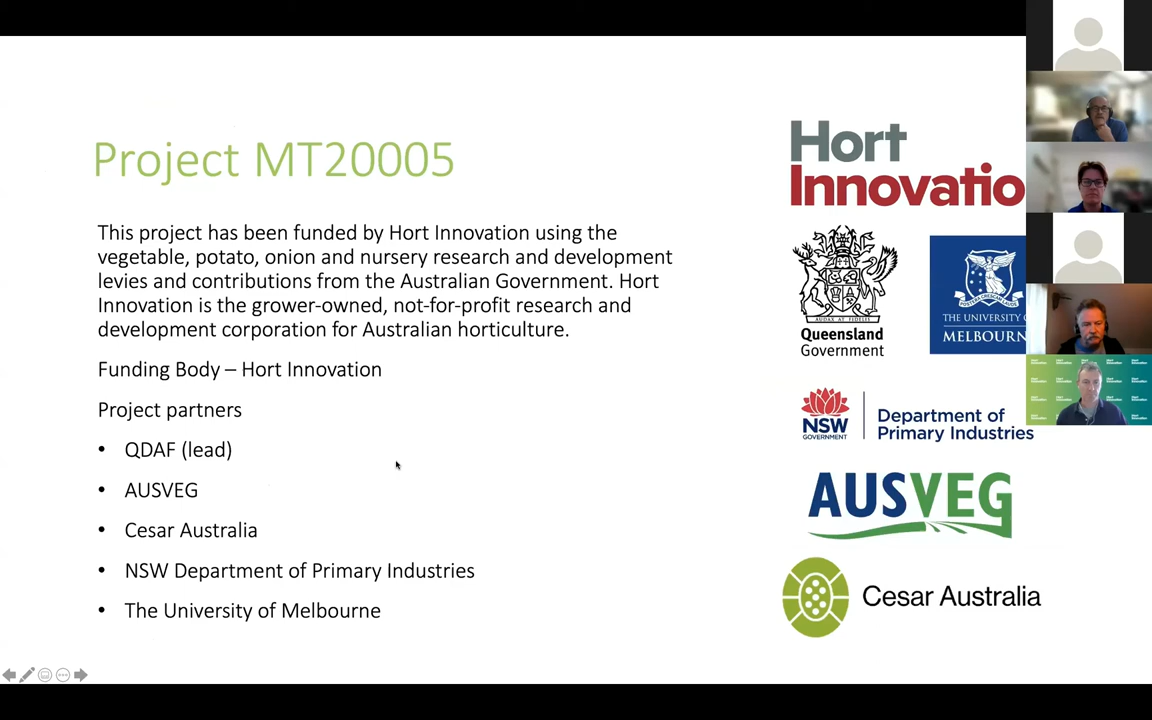 Project MT20005
This project has been funded by Hort Innovation using the
vegetable, potato, onion and nursery research and development
levies and contributions from the Australian Government. Hort
Innovation is the grower-owned, not-for-profit research and
development corporation for Australian horticulture.
Funding Body – Hort Innovation
Project partners
• QDAF (lead)
• AUSVEG
• Cesar Australia
• NSW Department of Primary Industries
• The University of Melbourne
Hort
Innovatio
AUDAX AT FIDELIS
Queensland
Government
THE UNIVERSITY O
MELBOURN
NSW
GOVERNMENT
Department of
Primary Industries
AUSVEG
Cesar Australia